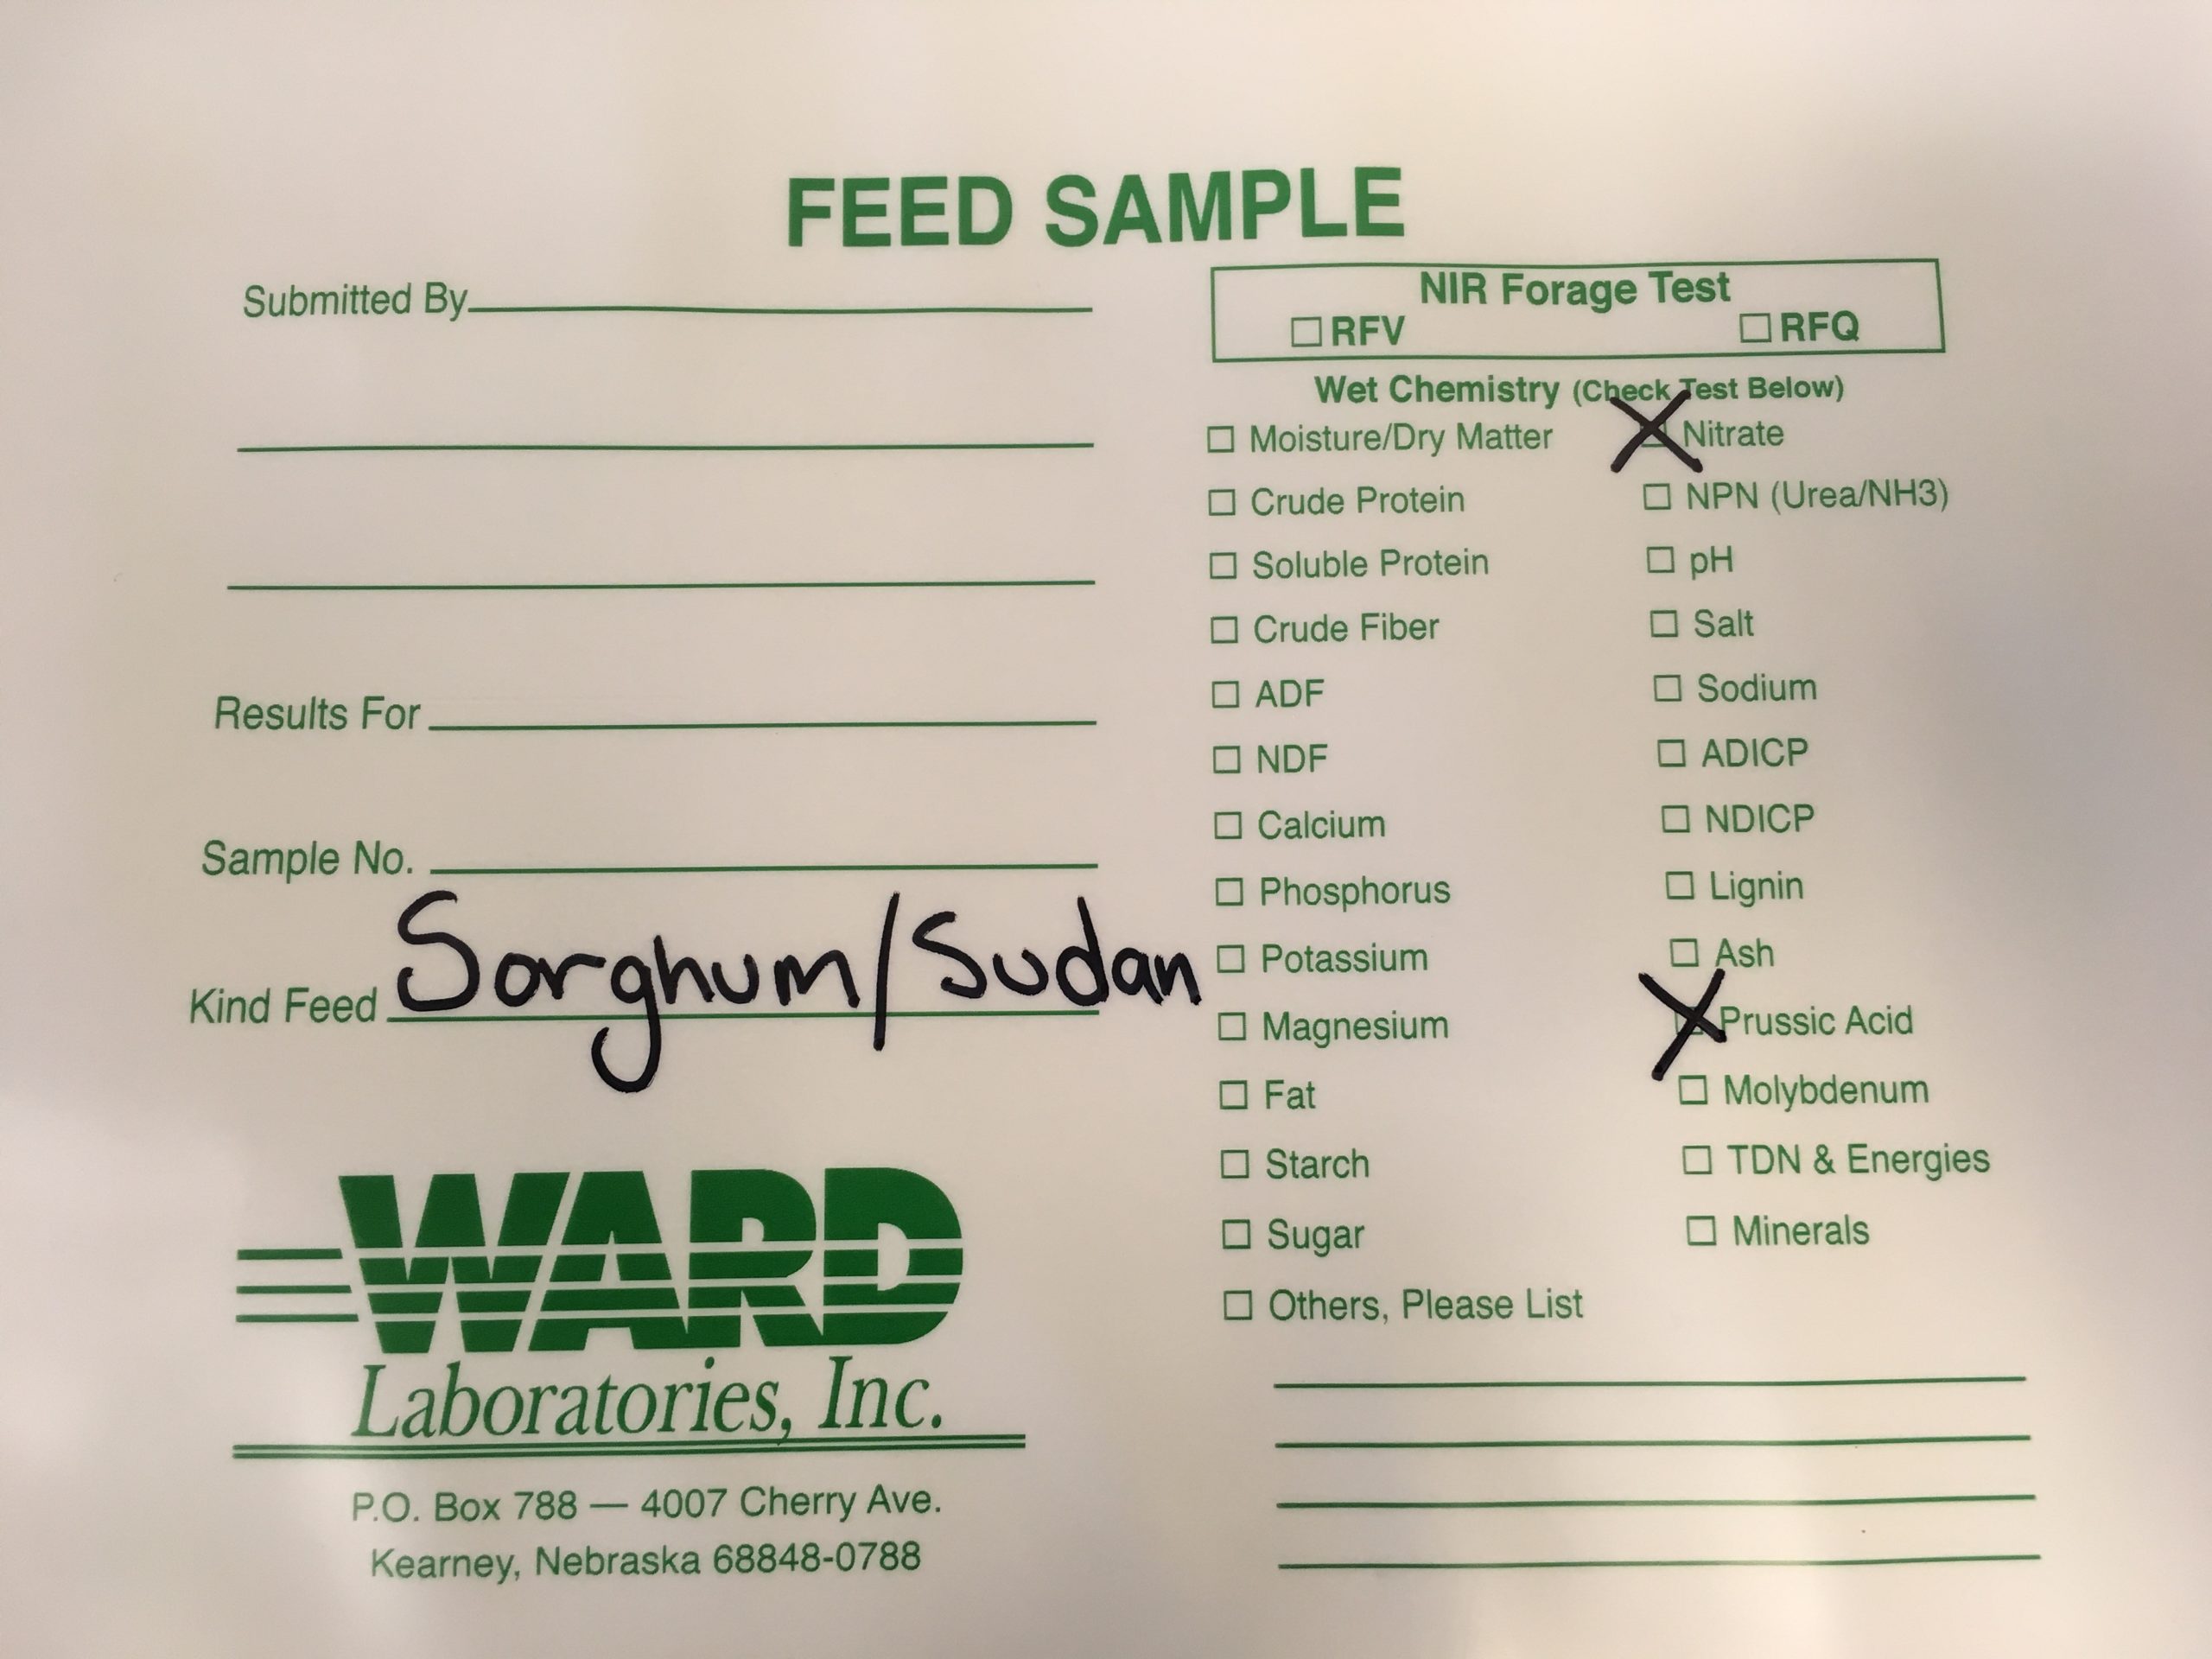 FEED SAMPLE
Submitted By
Results For
Sample No.
Kind Feed Sorghum/Sudan
WARD
Laboratories, Inc.
P.O. Box 788 — 4007 Cherry Ave.
Kearney, Nebraska 68848-0788
NIR Forage Test
RFV RFQ
Wet Chemistry (Check Test Below)
Moisture/Dry Matter
Crude Protein
Soluble Protein
Crude Fiber
ADF
NDF
Calcium
Phosphorus
Potassium
Magnesium
Fat
Starch
Sugar
Others, Please List
Nitrate
NPN (Urea/NH3)
pH
Salt
Sodium
ADICP
NDICP
Lignin
Ash
Prussic Acid
Molybdenum
TDN & Energies
Minerals